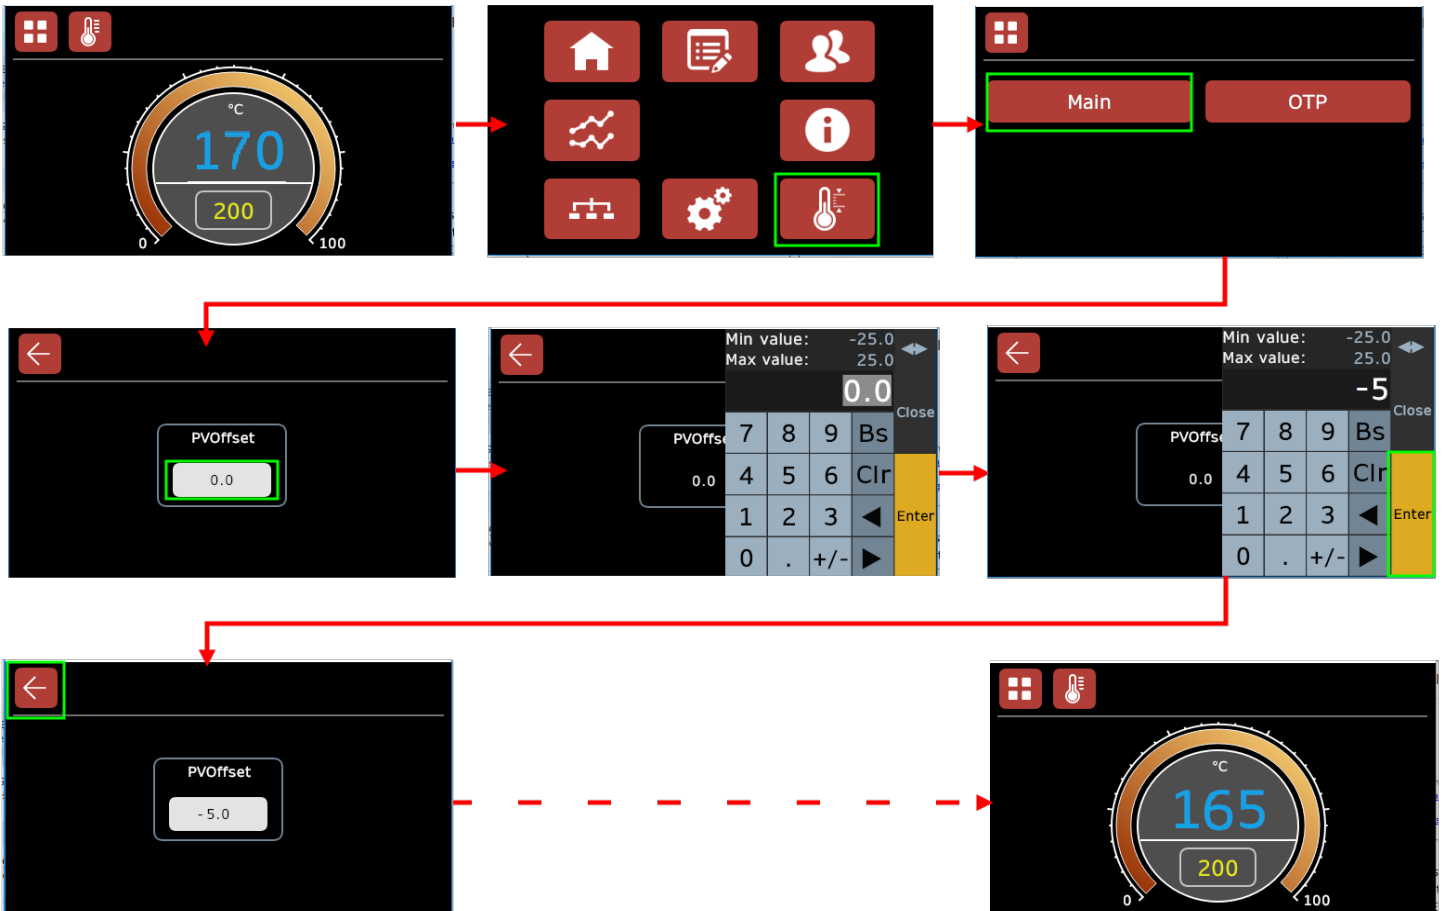 °C
170
200
0 100
Main OTP
PVOffset
0.0
Min value: -25.0
Max value: 25.0
0.0
Close
PVOffse
0.0
7 8 9 Bs
4 5 6 Clr
1 2 3
Enter
0 . +/-
Min value: -25.0
Max value: 25.0
-5
Close
PVOffse
0.0
7 8 9 Bs
4 5 6 Clr
1 2 3
Enter
0 . +/-
PVOffset
-5.0
°C
165
200
0 100